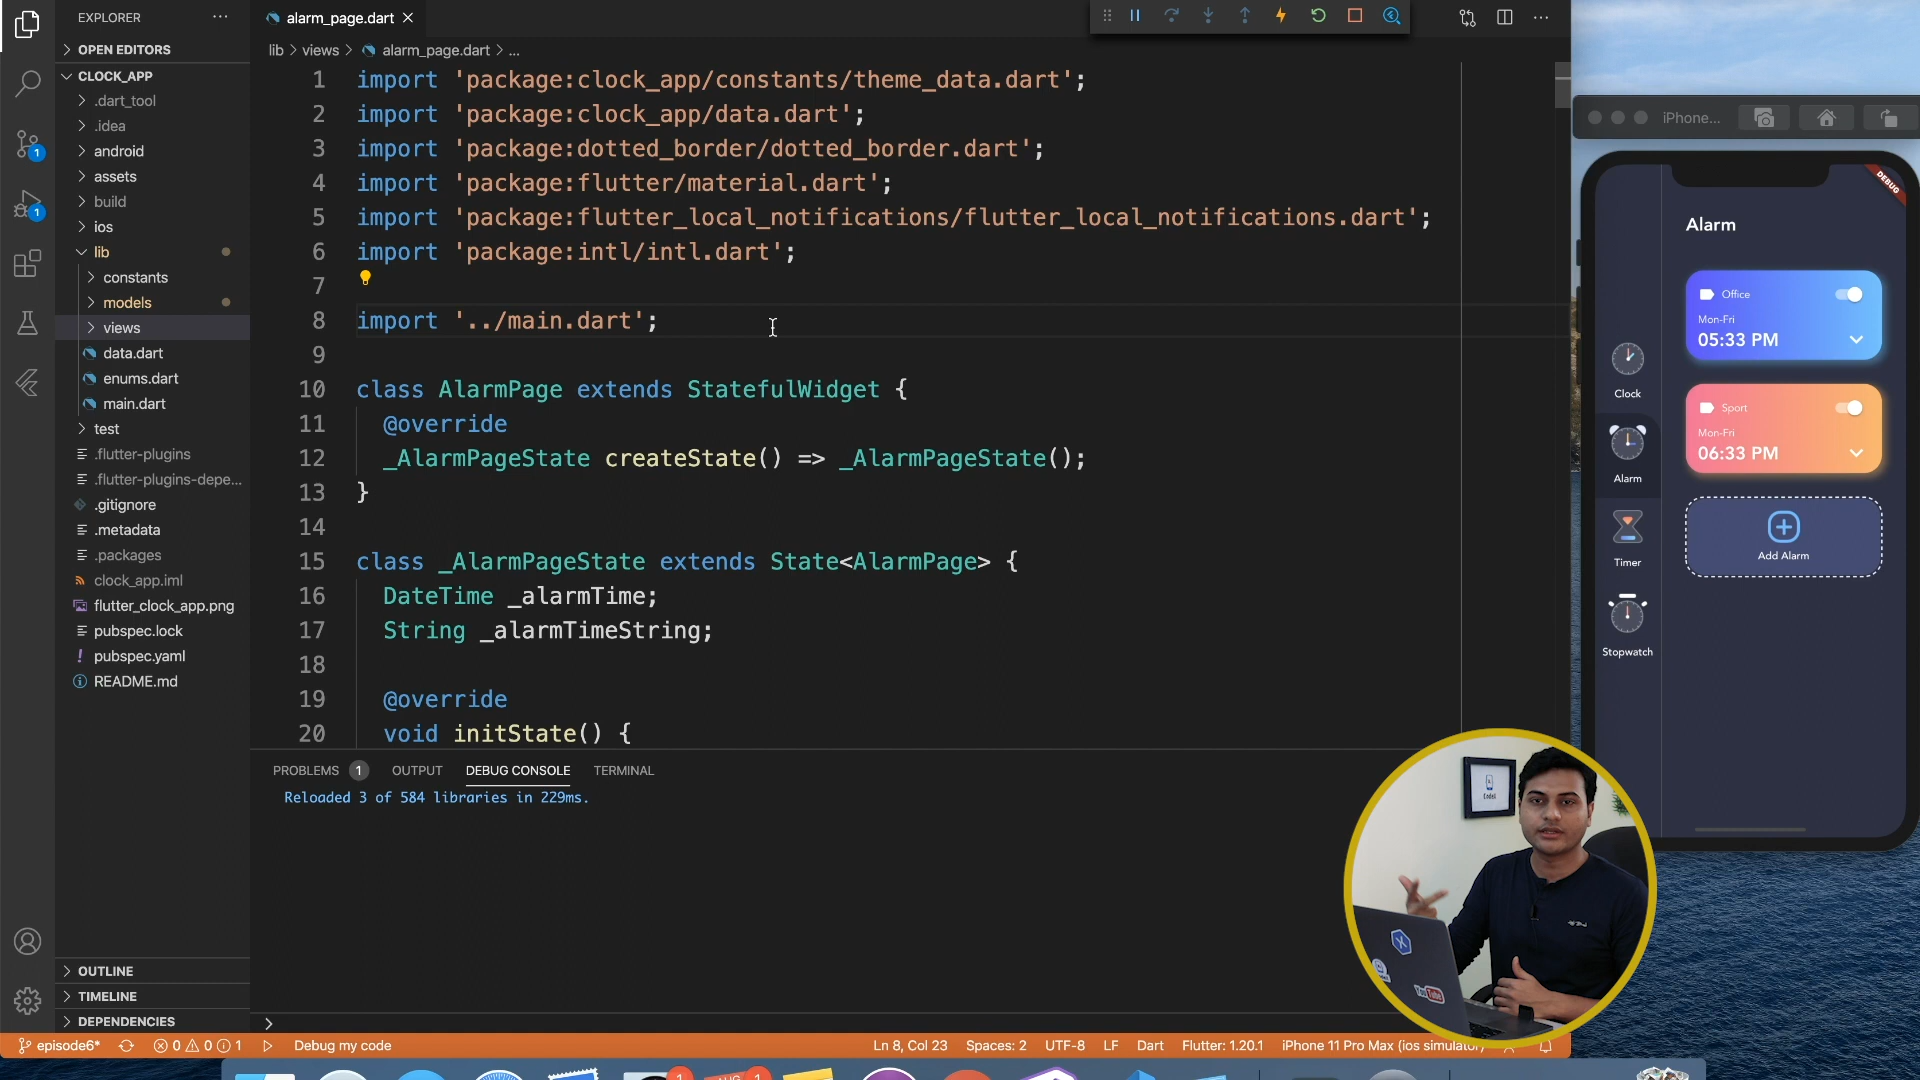 EXPLORER
OPEN EDITORS
CLOCK_APP
.dart_tool
.idea
android
assets
build
ios
lib
constants
models
views
data.dart
enums.dart
main.dart
test
.flutter-plugins
.flutter-plugins-depe...
.gitignore
.metadata
.packages
clock_app.iml
flutter_clock_app.png
pubspec.lock
pubspec.yaml
README.md
OUTLINE
TIMELINE
DEPENDENCIES
1
1
alarm_page.dart
lib > views > alarm_page.dart > ...
1 import 'package:clock_app/constants/theme_data.dart';
2 import 'package:clock_app/data.dart';
3 import 'package:dotted_border/dotted_border.dart';
4 import 'package:flutter/material.dart';
5 import 'package:flutter_local_notifications/flutter_local_notifications.dart';
6 import 'package:intl/intl.dart';
7
8 import '../main.dart';
9
10 class AlarmPage extends StatefulWidget {
11 @override
12 _AlarmPageState createState() => _AlarmPageState();
13 }
14
15 class _AlarmPageState extends State<AlarmPage> {
16 DateTime _alarmTime;
17 String _alarmTimeString;
18
19 @override
20 void initState() {
PROBLEMS 1 OUTPUT DEBUG CONSOLE TERMINAL
Reloaded 3 of 584 libraries in 229ms.
>
episode6* 0 0 1 Debug my code Ln 8, Col 23 Spaces: 2 UTF-8 LF Dart Flutter: 1.20.1 iPhone 11 Pro Max (ios simulator)
iPhone...
DEBUG
Alarm
Office
Mon-Fri
05:33 PM
Sport
Mon-Fri
06:33 PM
Add Alarm
Clock
Alarm
Timer
Stopwatch
CodeX
YouTube
AUG
1
1